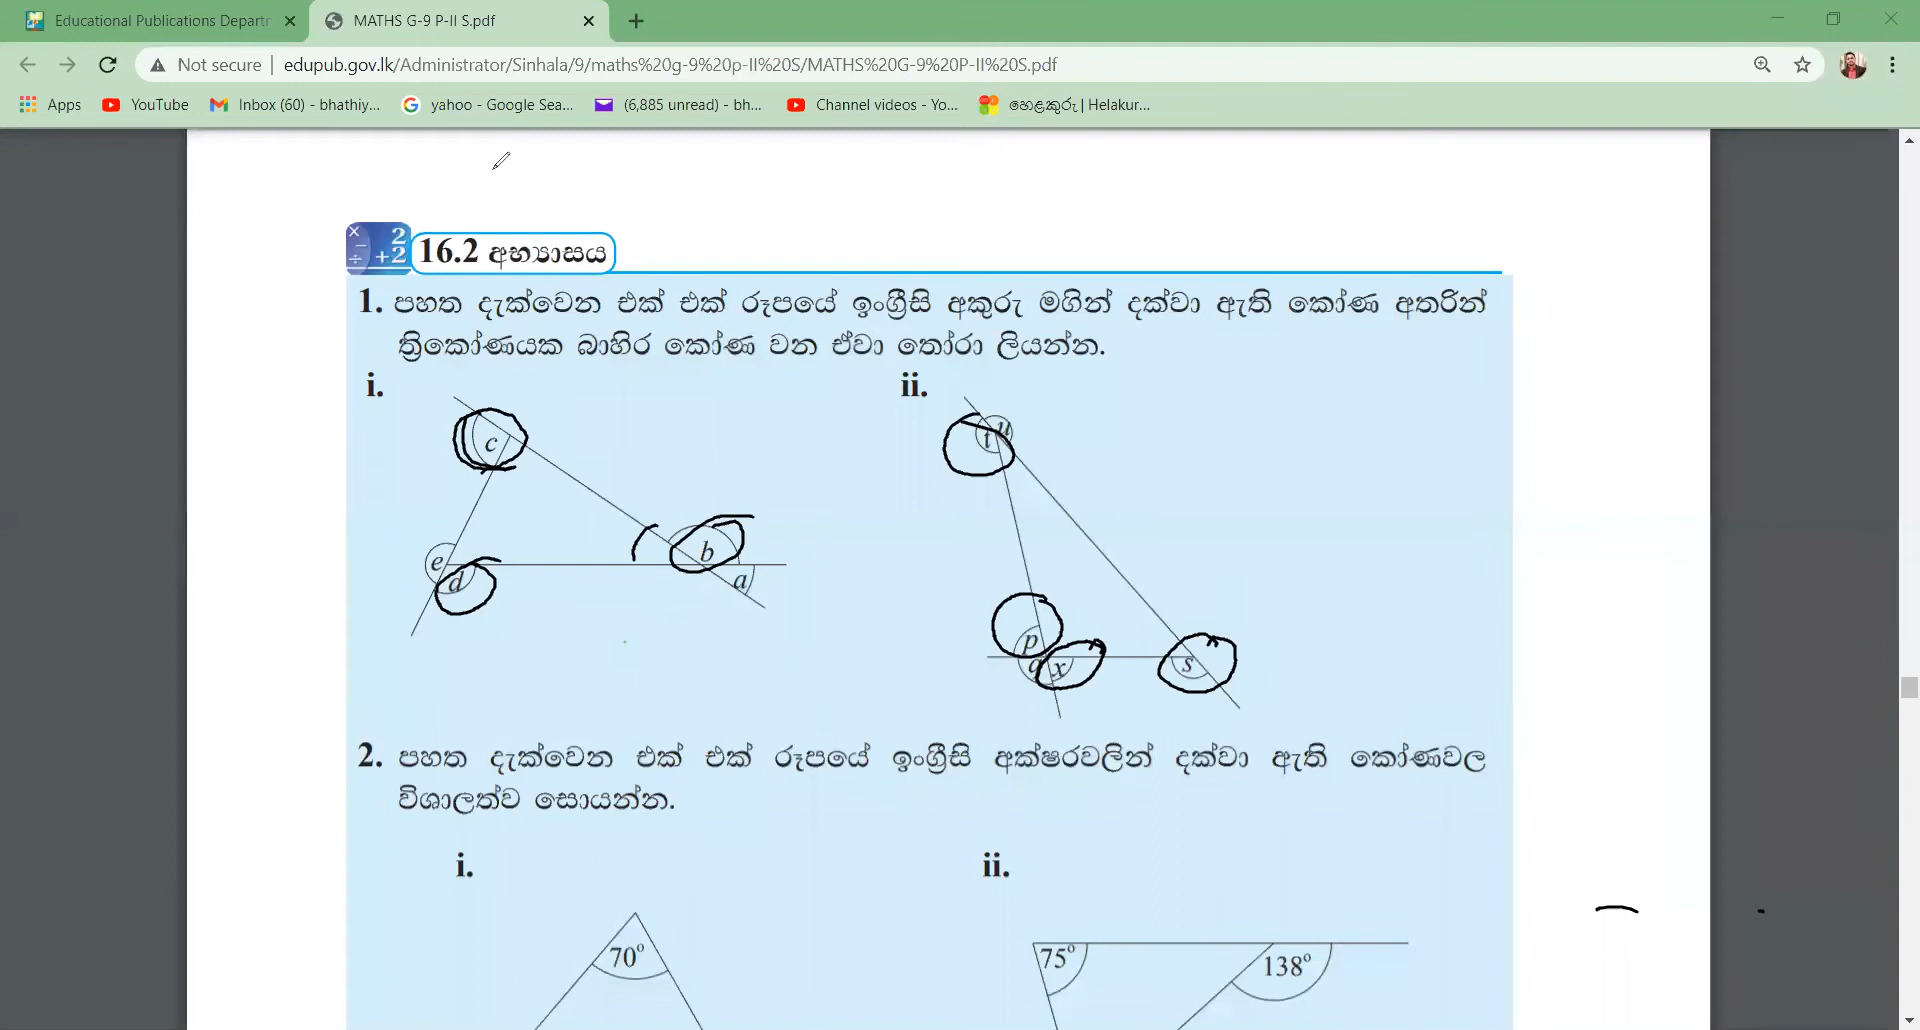 Educational Publications Departm
MATHS G-9 P-II S.pdf
Not secure | edupub.gov.lk/Administrator/Sinhala/9/maths%20g-9%20p-II%20S/MATHS%20G-9%20P-II%20S.pdf
Apps YouTube Inbox (60) - bhathiy... yahoo - Google Sea... (6,885 unread) - bh... Channel videos - Yo... හෙළකුරු | Helakur...
16.2 අභ්‍යාසය
1. පහත දැක්වෙන එක් එක් රූපයේ ඉංග්‍රීසි අකුරු මගින් දක්වා ඇති කෝණ අතරින්
ත්‍රිකෝණයක බාහිර කෝණ වන ඒවා තෝරා ලියන්න.
i.
c
e
d
b
a
ii.
t u
p
q x
s
2. පහත දැක්වෙන එක් එක් රූපයේ ඉංග්‍රීසි අක්ෂරවලින් දක්වා ඇති කෝණවල
විශාලත්ව සොයන්න.
i.
70°
ii.
75°
138°